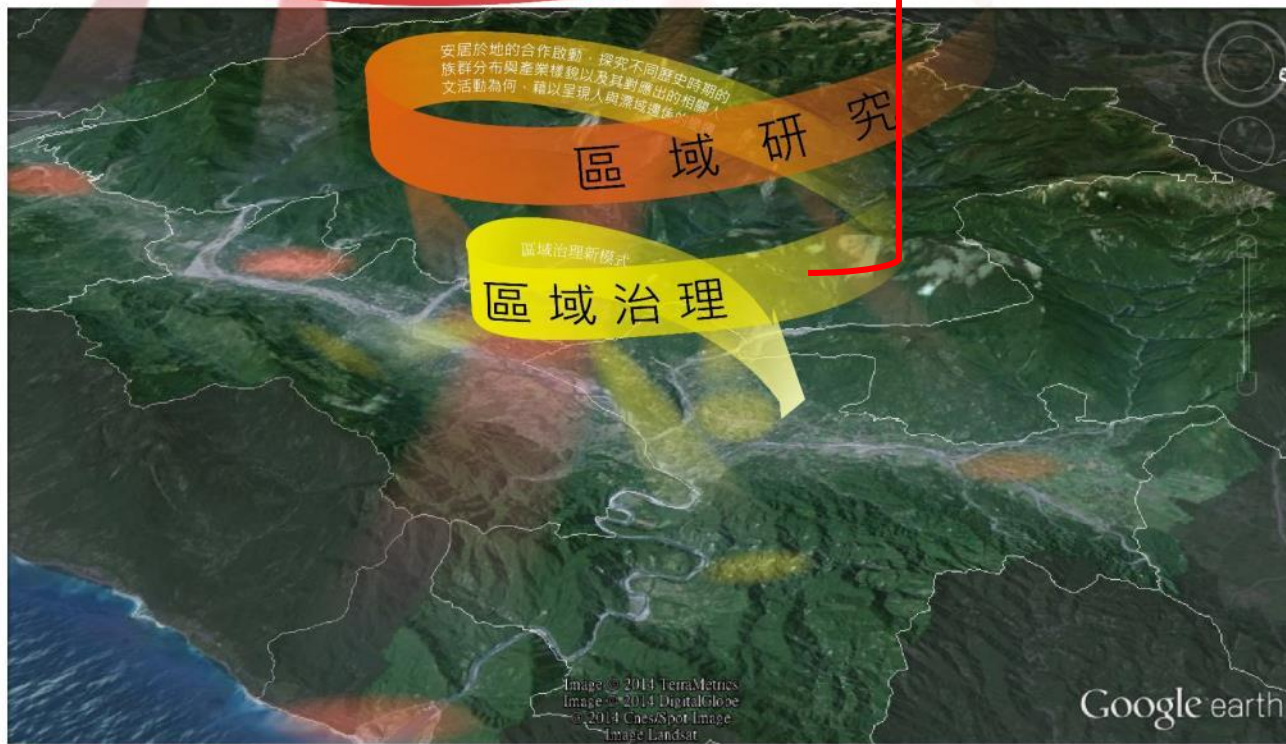 安居於地的合作啟動,探究不同歷史時期的
族群分布與產業樣貌以及其對應出的相關人
文活動為何、藉以呈現人與
區域研究
區域治理新模式
區域治理
Image © 2014 TerraMetrics
Image © 2014 DigitalGlobe
© 2014 Cnes/Spot Image
Image Landsat
Google earth